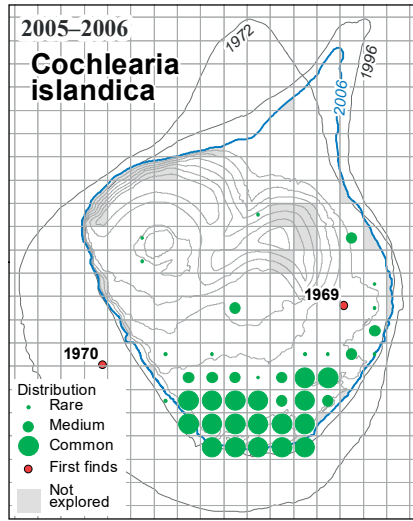 2005–2006
Cochlearia
islandica
1972
1996
2006
1969
1970
Distribution
Rare
Medium
Common
First finds
Not
explored